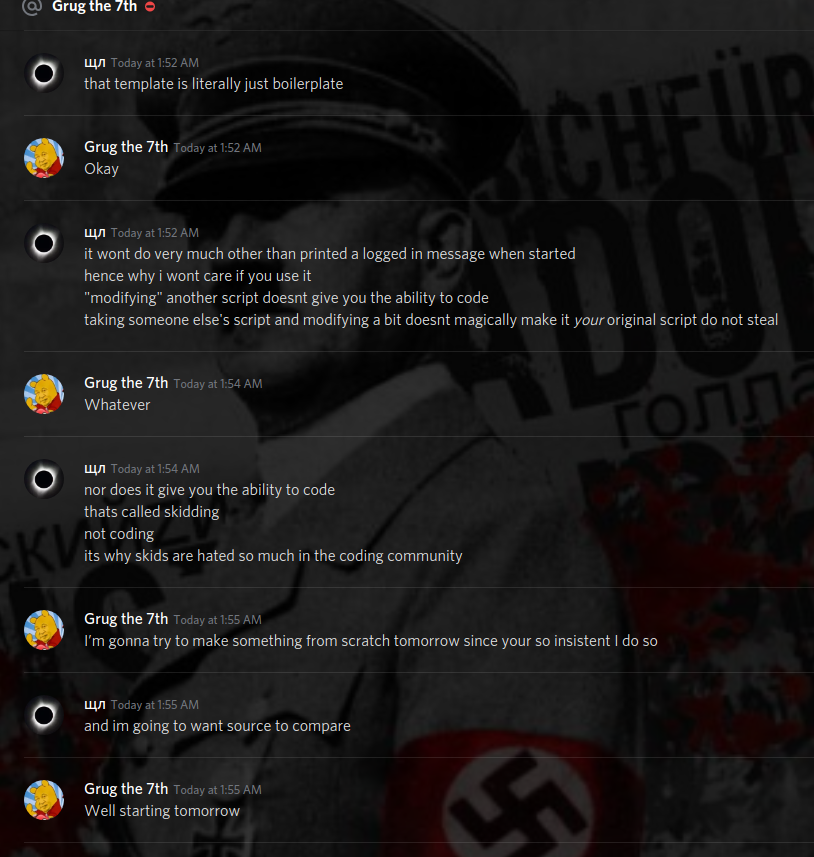 @ Grug the 7th
щл Today at 1:52 AM
that template is literally just boilerplate
Grug the 7th Today at 1:52 AM
Okay
щл Today at 1:52 AM
it wont do very much other than printed a logged in message when started
hence why i wont care if you use it
"modifying" another script doesnt give you the ability to code
taking someone else's script and modifying a bit doesnt magically make it your original script do not steal
Grug the 7th Today at 1:54 AM
Whatever
щл Today at 1:54 AM
nor does it give you the ability to code
thats called skidding
not coding
its why skids are hated so much in the coding community
Grug the 7th Today at 1:55 AM
I'm gonna try to make something from scratch tomorrow since your so insistent I do so
щл Today at 1:55 AM
and im going to want source to compare
Grug the 7th Today at 1:55 AM
Well starting tomorrow